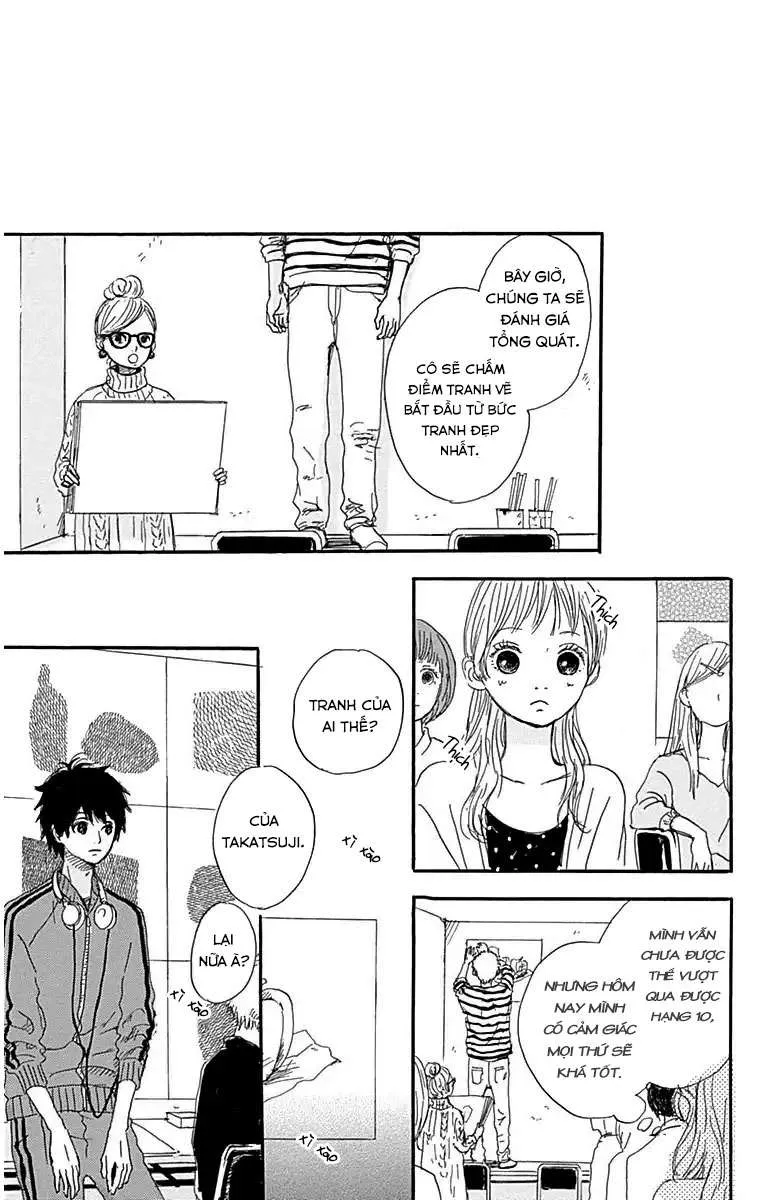 BÂY GIỜ,
CHÚNG TA SẼ
ĐÁNH GIÁ
TỔNG QUÁT.
CÔ SẼ CHẤM
ĐIỂM TRANH VẼ
BẮT ĐẦU TỪ BỨC
TRANH ĐẸP
NHẤT.
Thịch
Thịch
MÌNH VẪN
CHƯA ĐƯỢC
THỂ VƯỢT
QUA ĐƯỢC
HẠNG 10,
NHƯNG HÔM
NAY MÌNH
CÓ CẢM GIÁC
MỌI THỨ SẼ
KHÁ TỐT.
TRANH CỦA
AI THẾ?
CỦA
TAKATSUJI.
xì xào
LẠI
NỮA À?
xì xào
xì xào